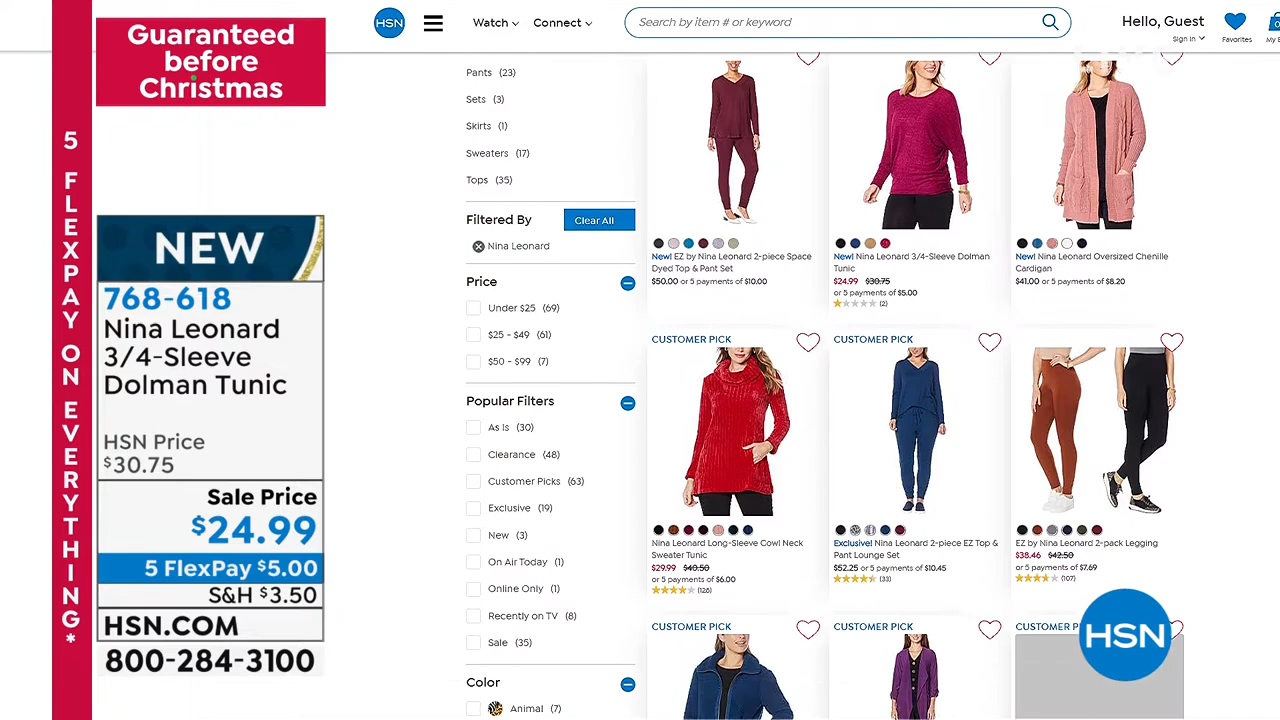 Guaranteed
before
Christmas
5 FLEXPAY ON EVERYTHING*
NEW
768-618
Nina Leonard
3/4-Sleeve
Dolman Tunic
HSN Price
$30.75
Sale Price
$24.99
5 FlexPay $5.00
S&H $3.50
HSN.COM
800-284-3100
HSN
Watch
Connect
Search by item # or keyword
Hello, Guest
Sign In
Favorites
Pants (23)
Sets (3)
Skirts (1)
Sweaters (17)
Tops (35)
Filtered By
Clear All
Nina Leonard
Price
Under $25 (69)
$25 - $49 (61)
$50 - $99 (7)
Popular Filters
As Is (30)
Clearance (48)
Customer Picks (63)
Exclusive (19)
New (3)
On Air Today (1)
Online Only (1)
Recently on TV (8)
Sale (35)
Color
Animal (7)
New! EZ by Nina Leonard 2-piece Space
Dyed Top & Pant Set
$50.00 or 5 payments of $10.00
New! Nina Leonard 3/4-Sleeve Dolman
Tunic
$24.99 $30.75
or 5 payments of $5.00
(2)
New! Nina Leonard Oversized Chenille
Cardigan
$41.00 or 5 payments of $8.20
CUSTOMER PICK
Nina Leonard Long-Sleeve Cowl Neck
Sweater Tunic
$29.99 $40.50
or 5 payments of $6.00
CUSTOMER PICK
Exclusive! Nina Leonard 2-piece EZ Top &
Pant Lounge Set
$52.25 or 5 payments of $10.45
(33)
EZ by Nina Leonard 2-pack Legging
$38.46 $42.50
or 5 payments of $7.69
(107)
CUSTOMER PICK
CUSTOMER PICK
CUSTOMER P
HSN